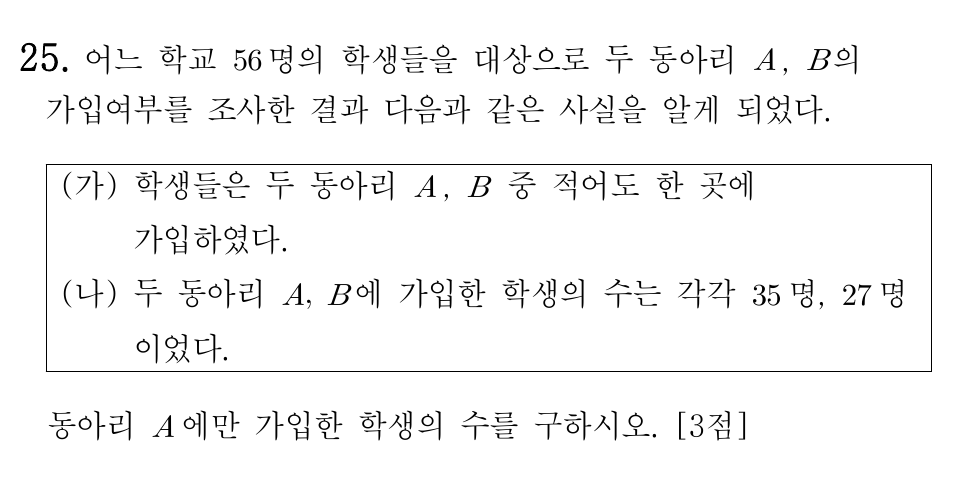 25. 어느 학교 56명의 학생들을 대상으로 두 동아리 A, B의
가입여부를 조사한 결과 다음과 같은 사실을 알게 되었다.
(가) 학생들은 두 동아리 A, B 중 적어도 한 곳에
가입하였다.
(나) 두 동아리 A, B에 가입한 학생의 수는 각각 35명, 27명
이었다.
동아리 A에만 가입한 학생의 수를 구하시오. [3점]